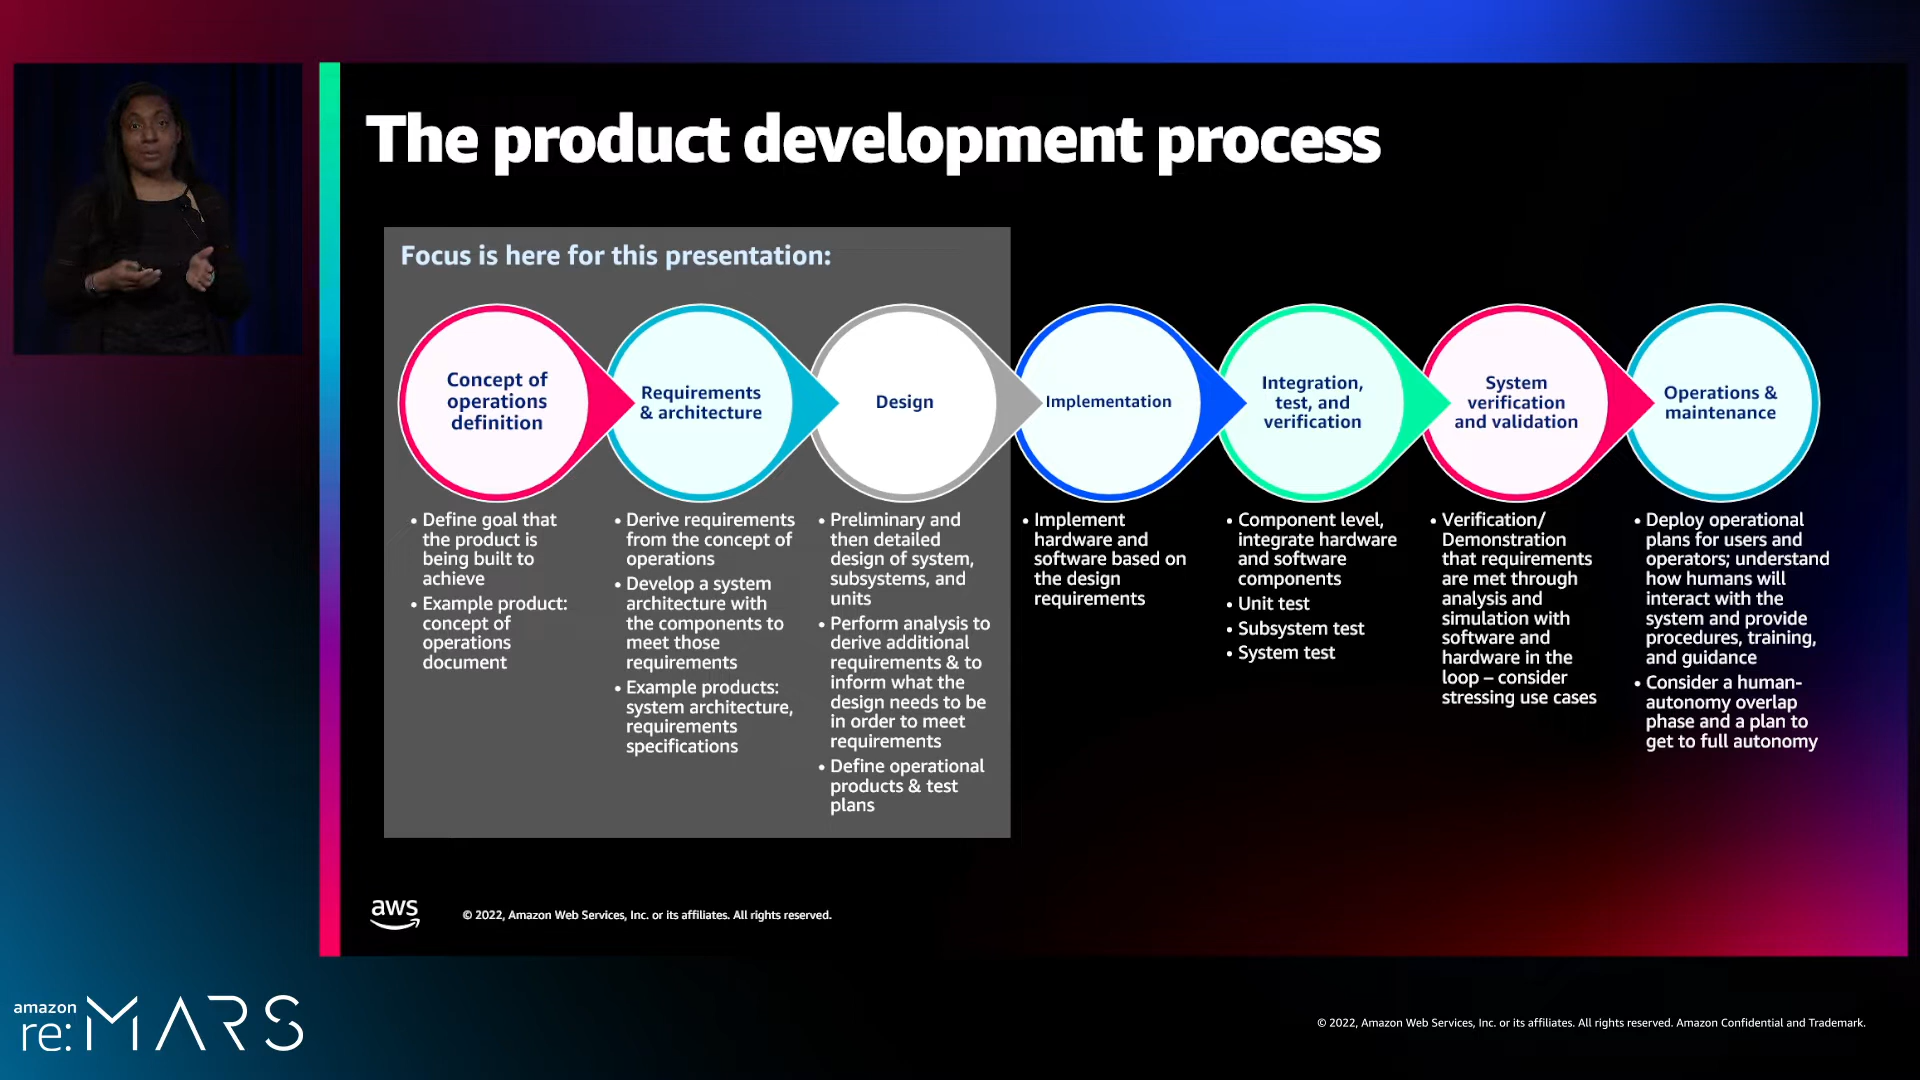 The product development process
Focus is here for this presentation:
Concept of
operations
definition
Requirements
& architecture
Design
Implementation
Integration,
test, and
verification
System
verification
and validation
Operations &
maintenance
• Define goal that
the product is
being built to
achieve
• Example product:
concept of
operations
document
• Derive requirements
from the concept of
operations
• Develop a system
architecture with
the components to
meet those
requirements
• Example products:
system architecture,
requirements
specifications
• Preliminary and
then detailed
design of system,
subsystems, and
units
• Perform analysis to
derive additional
requirements & to
inform what the
design needs to be
in order to meet
requirements
• Define operational
products & test
plans
• Implement
hardware and
software based on
the design
requirements
• Component level,
integrate hardware
and software
components
• Unit test
• Subsystem test
• System test
• Verification/
Demonstration
that requirements
are met through
analysis and
simulation with
software and
hardware in the
loop – consider
stressing use cases
• Deploy operational
plans for users and
operators; understand
how humans will
interact with the
system and provide
procedures, training,
and guidance
• Consider a human-
autonomy overlap
phase and a plan to
get to full autonomy
aws
© 2022, Amazon Web Services, Inc. or its affiliates. All rights reserved.
amazon
re:MARS
© 2022, Amazon Web Services, Inc. or its affiliates. All rights reserved. Amazon Confidential and Trademark.